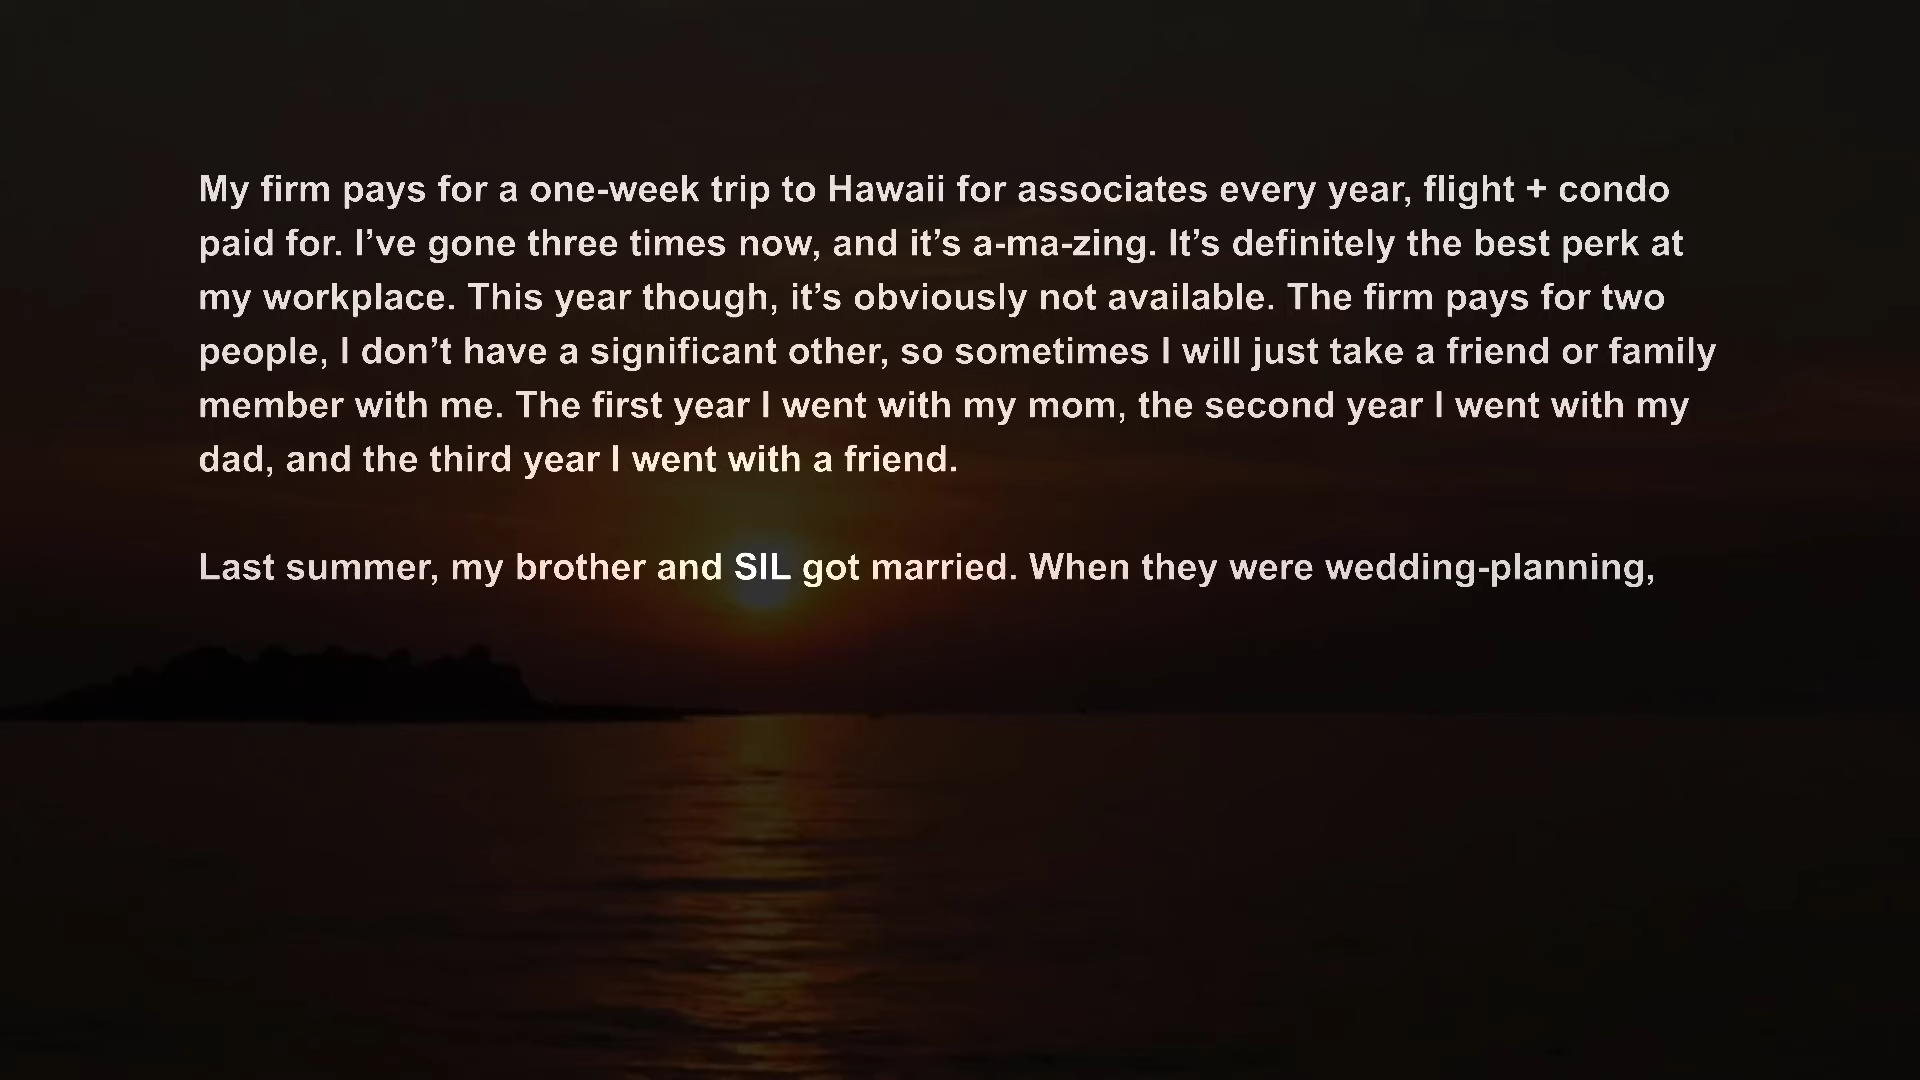 My firm pays for a one-week trip to Hawaii for associates every year, flight + condo
paid for. I’ve gone three times now, and it’s a-ma-zing. It’s definitely the best perk at
my workplace. This year though, it’s obviously not available. The firm pays for two
people, I don’t have a significant other, so sometimes I will just take a friend or family
member with me. The first year I went with my mom, the second year I went with my
dad, and the third year I went with a friend.
Last summer, my brother and SIL got married. When they were wedding-planning,